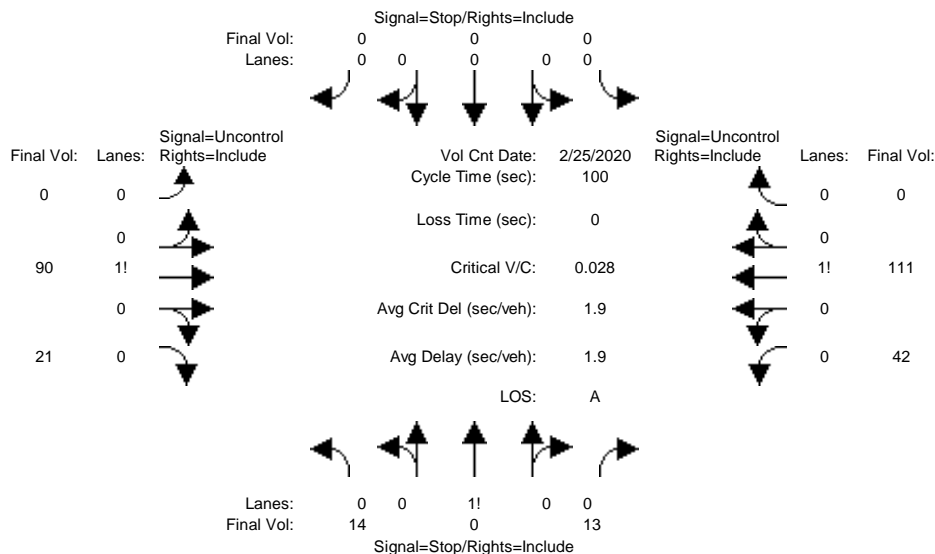 Signal=Stop/Rights=Include
Final Vol: 0 0 0
Lanes: 0 0 0 0 0
Signal=Uncontrol Signal=Uncontrol
Final Vol: Lanes: Rights=Include Vol Cnt Date: 2/25/2020 Rights=Include Lanes: Final Vol:
Cycle Time (sec): 100
0 0 0 0
Loss Time (sec): 0
0 0
90 1! Critical V/C: 0.028 1! 111
0 Avg Crit Del (sec/veh): 1.9 0
21 0 Avg Delay (sec/veh): 1.9 0 42
LOS: A
Lanes: 0 0 1! 0 0
Final Vol: 14 0 13
Signal=Stop/Rights=Include